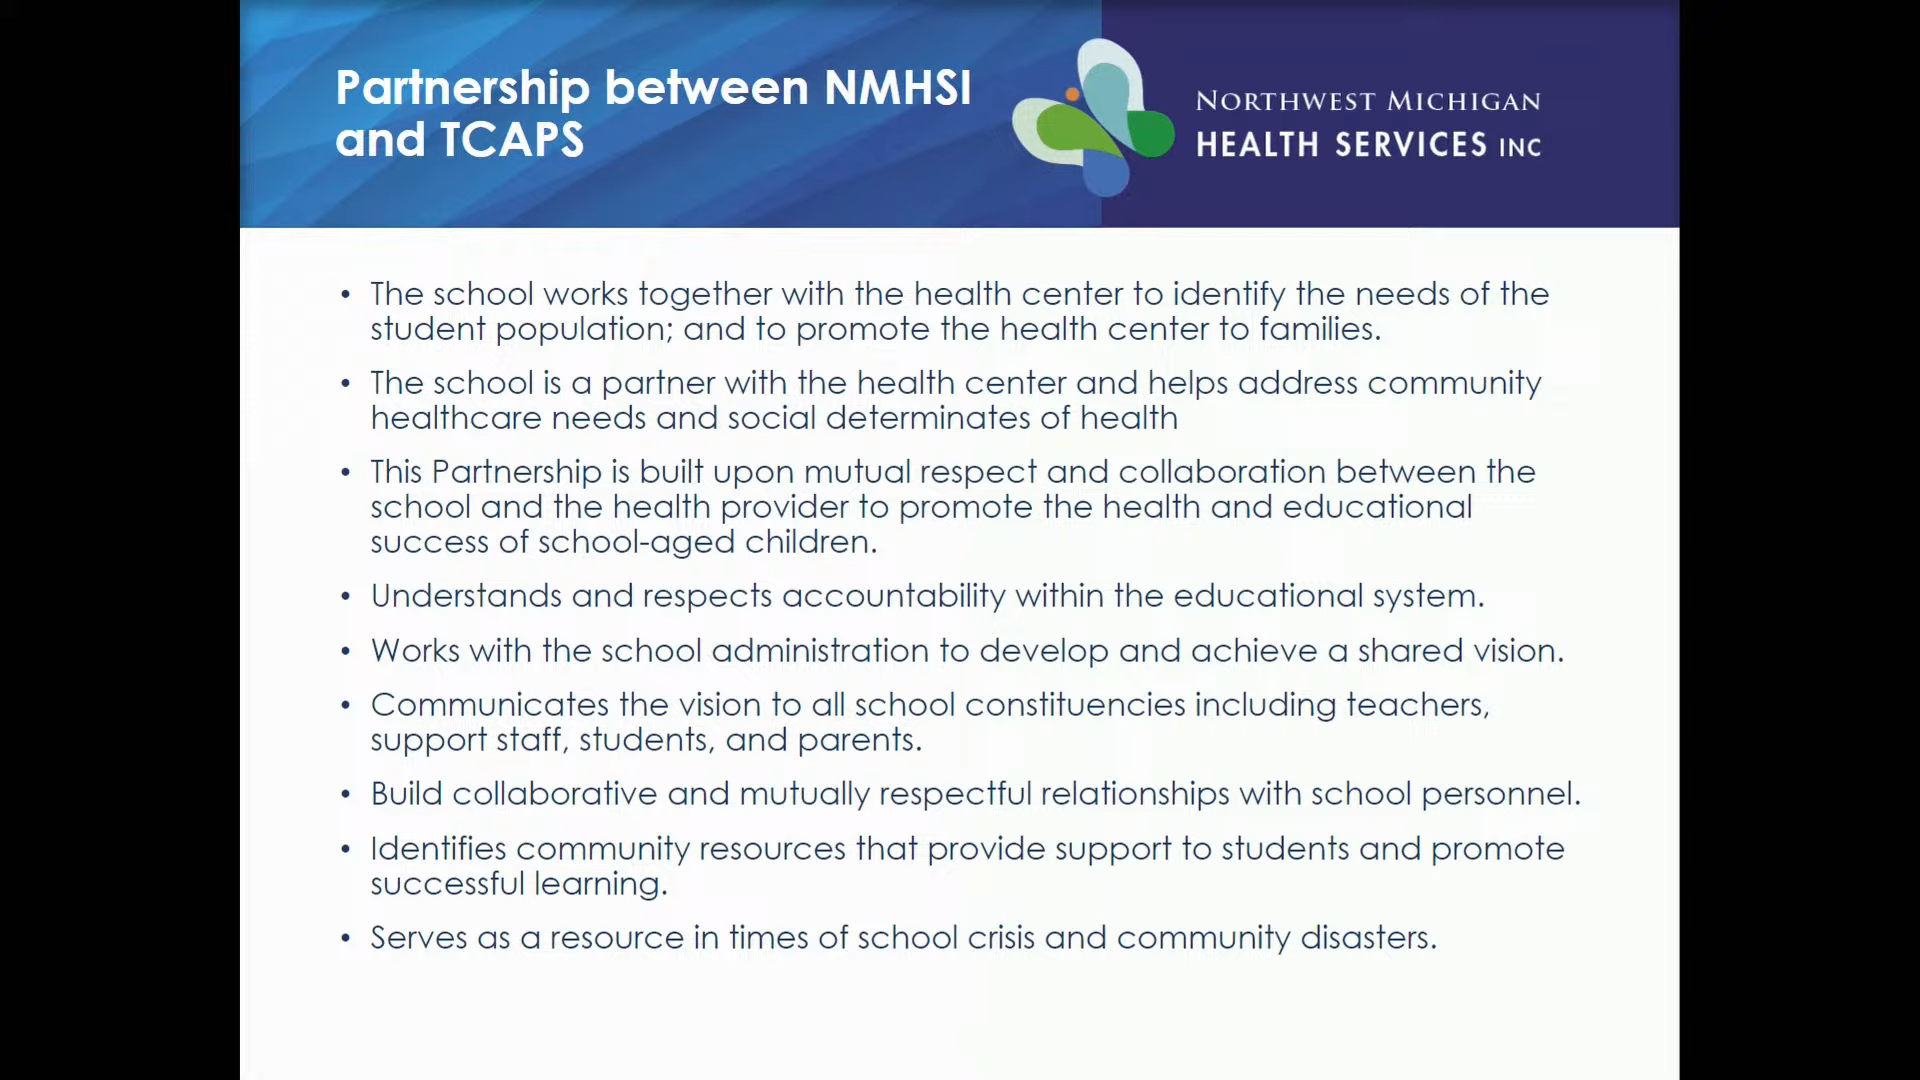 Partnership between NMHSI
and TCAPS
NORTHWEST MICHIGAN
HEALTH SERVICES INC
• The school works together with the health center to identify the needs of the
student population; and to promote the health center to families.
• The school is a partner with the health center and helps address community
healthcare needs and social determinates of health
• This Partnership is built upon mutual respect and collaboration between the
school and the health provider to promote the health and educational
success of school-aged children.
• Understands and respects accountability within the educational system.
• Works with the school administration to develop and achieve a shared vision.
• Communicates the vision to all school constituencies including teachers,
support staff, students, and parents.
• Build collaborative and mutually respectful relationships with school personnel.
• Identifies community resources that provide support to students and promote
successful learning.
• Serves as a resource in times of school crisis and community disasters.